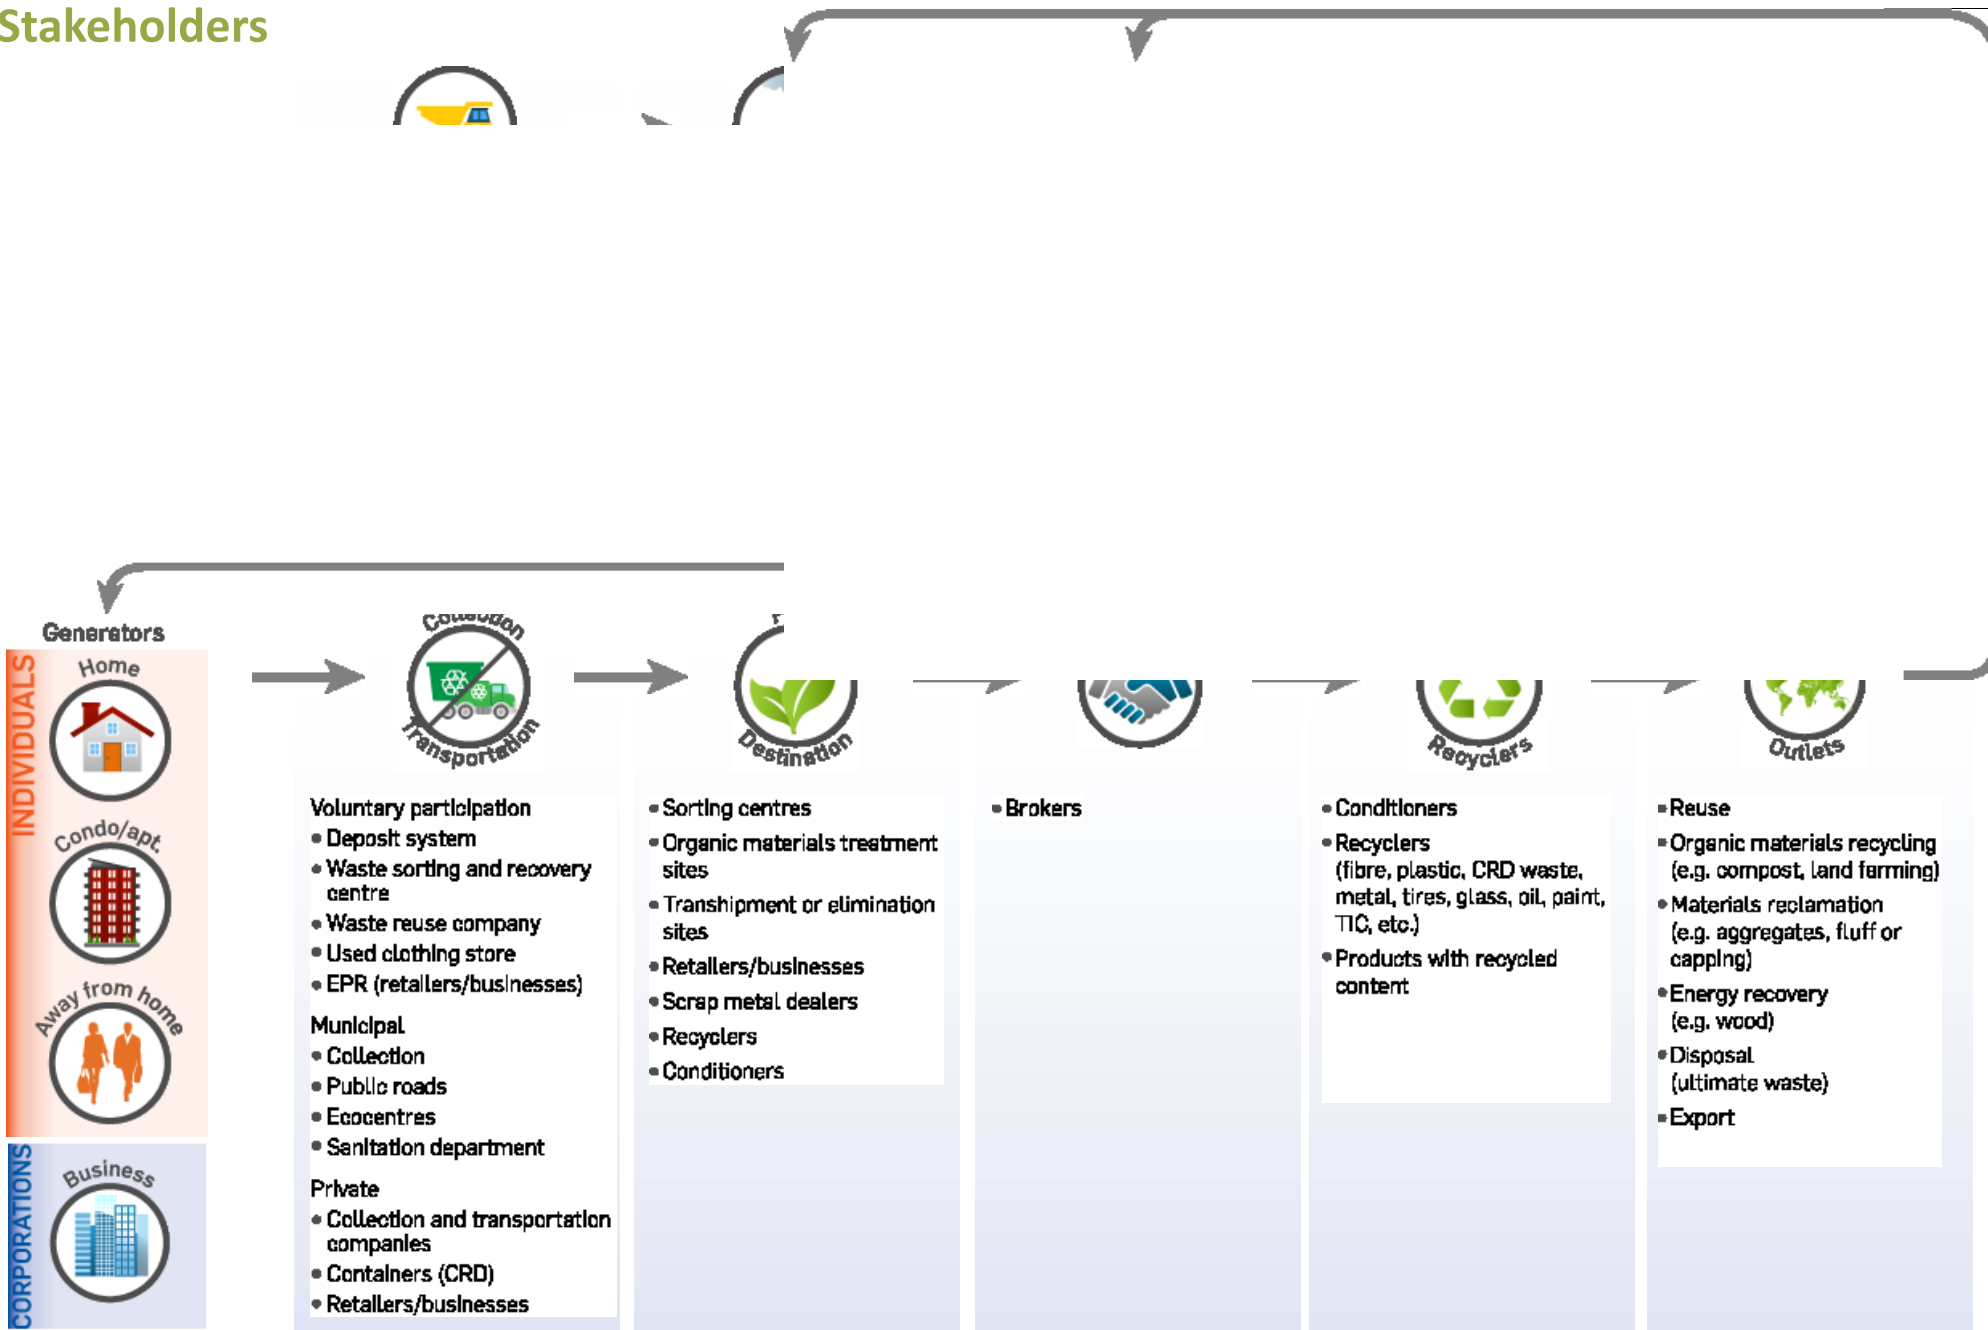 Stakeholders
Generators
INDIVIDUALS
Home
Condo/apt.
Away from home
CORPORATIONS
Business
Collection
Transportation
Voluntary participation
• Deposit system
• Waste sorting and recovery
centre
• Waste reuse company
• Used clothing store
• EPR (retailers/businesses)
Municipal
• Collection
• Public roads
• Ecocentres
• Sanitation department
Private
• Collection and transportation
companies
• Containers (CRD)
• Retailers/businesses
Destination
• Sorting centres
• Organic materials treatment
sites
• Transhipment or elimination
sites
• Retailers/businesses
• Scrap metal dealers
• Recyclers
• Conditioners
• Brokers
Recyclers
• Conditioners
• Recyclers
(fibre, plastic, CRD waste,
metal, tires, glass, oil, paint,
TIC, etc.)
• Products with recycled
content
Outlets
• Reuse
• Organic materials recycling
(e.g. compost, land farming)
• Materials reclamation
(e.g. aggregates, fluff or
capping)
• Energy recovery
(e.g. wood)
• Disposal
(ultimate waste)
• Export